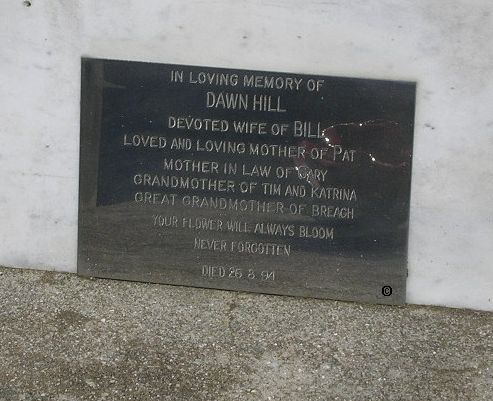 IN LOVING MEMORY OF
DAWN HILL
DEVOTED WIFE OF BILL
LOVED AND LOVING MOTHER OF PAT
MOTHER IN LAW OF GARY
GRANDMOTHER OF TIM AND KATRINA
GREAT GRANDMOTHER OF BREAGH
YOUR FLOWER WILL ALWAYS BLOOM
NEVER FORGOTTEN
DIED 26.8.94
©